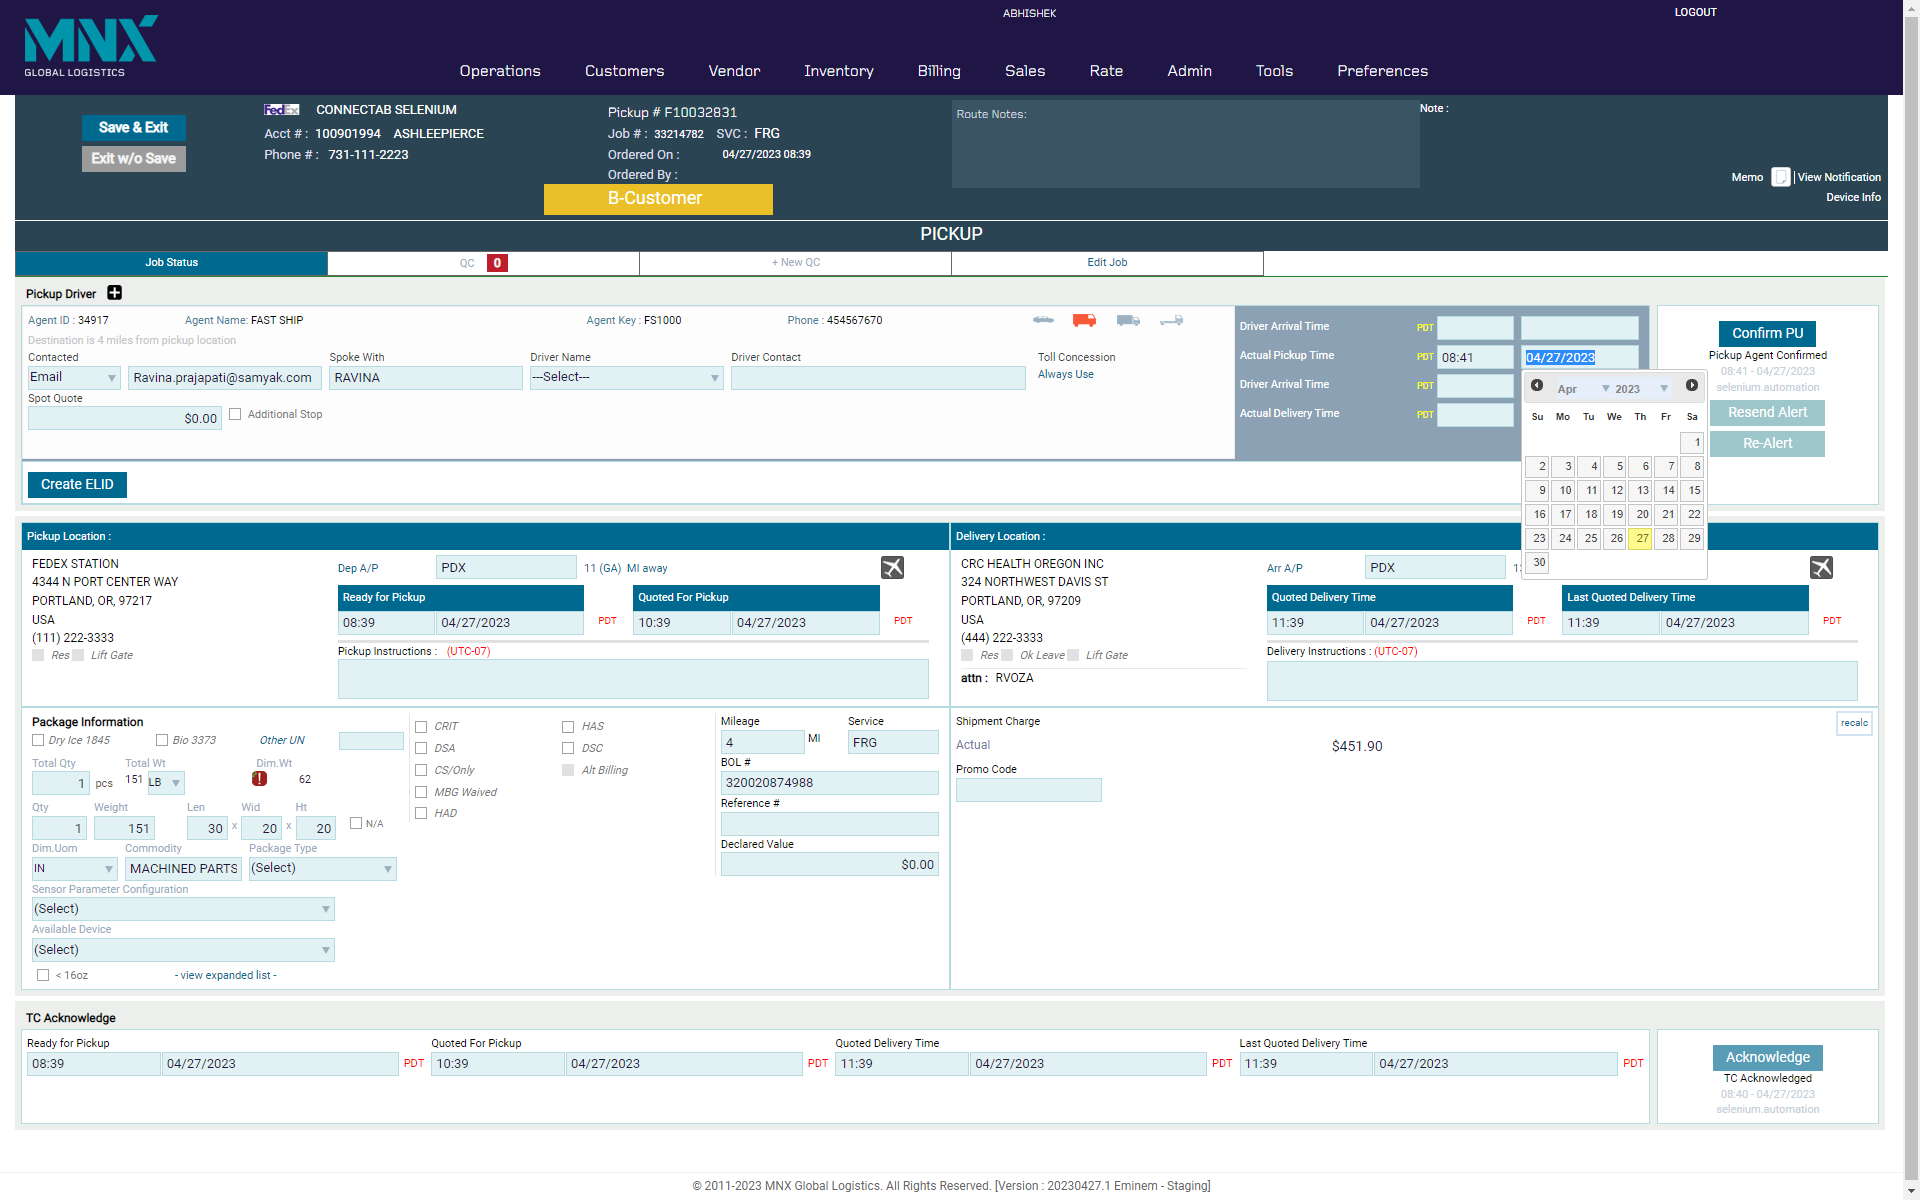 MNX
GLOBAL LOGISTICS
ABHISHEK
LOGOUT
Operations Customers Vendor Inventory Billing Sales Rate Admin Tools Preferences
Save & Exit
Exit w/o Save
FedEx CONNECTAB SELENIUM
Acct # : 100901994 ASHLEEPIERCE
Phone # : 731-111-2223
Pickup # F10032831
Job # : 33214782 SVC : FRG
Ordered On : 04/27/2023 08:39
Ordered By :
B-Customer
Route Notes:
Note :
Memo | View Notification
Device Info
PICKUP
Job Status QC 0 + New QC Edit Job
Pickup Driver
Agent ID : 34917 Agent Name: FAST SHIP Agent Key : FS1000 Phone : 454567670
Destination is 4 miles from pickup location
Contacted Spoke With Driver Name Driver Contact Toll Concession
Email Ravina.prajapati@samyak.com RAVINA ---Select--- Always Use
Spot Quote
$0.00 Additional Stop
Driver Arrival Time PDT
Actual Pickup Time PDT 08:41 04/27/2023
Driver Arrival Time PDT
Actual Delivery Time PDT
Apr 2023
Su Mo Tu We Th Fr Sa
1
2 3 4 5 6 7 8
9 10 11 12 13 14 15
16 17 18 19 20 21 22
23 24 25 26 27 28 29
30
Confirm PU
Pickup Agent Confirmed
08:41 - 04/27/2023
selenium.automation
Resend Alert
Re-Alert
Create ELID
Pickup Location :
FEDEX STATION
4344 N PORT CENTER WAY
PORTLAND, OR, 97217
USA
(111) 222-3333
Res Lift Gate
Dep A/P PDX 11 (GA) MI away
Ready for Pickup Quoted For Pickup
08:39 04/27/2023 PDT 10:39 04/27/2023 PDT
Pickup Instructions : (UTC-07)
Delivery Location :
CRC HEALTH OREGON INC
324 NORTHWEST DAVIS ST
PORTLAND, OR, 97209
USA
(444) 222-3333
Res Ok Leave Lift Gate
attn : RVOZA
Arr A/P PDX
Quoted Delivery Time Last Quoted Delivery Time
11:39 04/27/2023 PDT 11:39 04/27/2023 PDT
Delivery Instructions : (UTC-07)
Package Information
Dry Ice 1845 Bio 3373 Other UN
Total Qty Total Wt Dim.Wt
1 pcs 151 LB 62
Qty Weight Len Wid Ht
1 151 30 x 20 x 20 N/A
Dim.Uom Commodity Package Type
IN MACHINED PARTS (Select)
Sensor Parameter Configuration
(Select)
Available Device
(Select)
< 16oz - view expanded list -
CRIT HAS
DSA DSC
CS/Only Alt Billing
MBG Waived
HAD
Mileage Service
4 MI FRG
BOL #
320020874988
Reference #
Declared Value
$0.00
Shipment Charge
recalc
Actual $451.90
Promo Code
TC Acknowledge
Ready for Pickup Quoted For Pickup Quoted Delivery Time Last Quoted Delivery Time
08:39 04/27/2023 PDT 10:39 04/27/2023 PDT 11:39 04/27/2023 PDT 11:39 04/27/2023 PDT
Acknowledge
TC Acknowledged
08:40 - 04/27/2023
selenium.automation
© 2011-2023 MNX Global Logistics. All Rights Reserved. [Version : 20230427.1 Eminem - Staging]